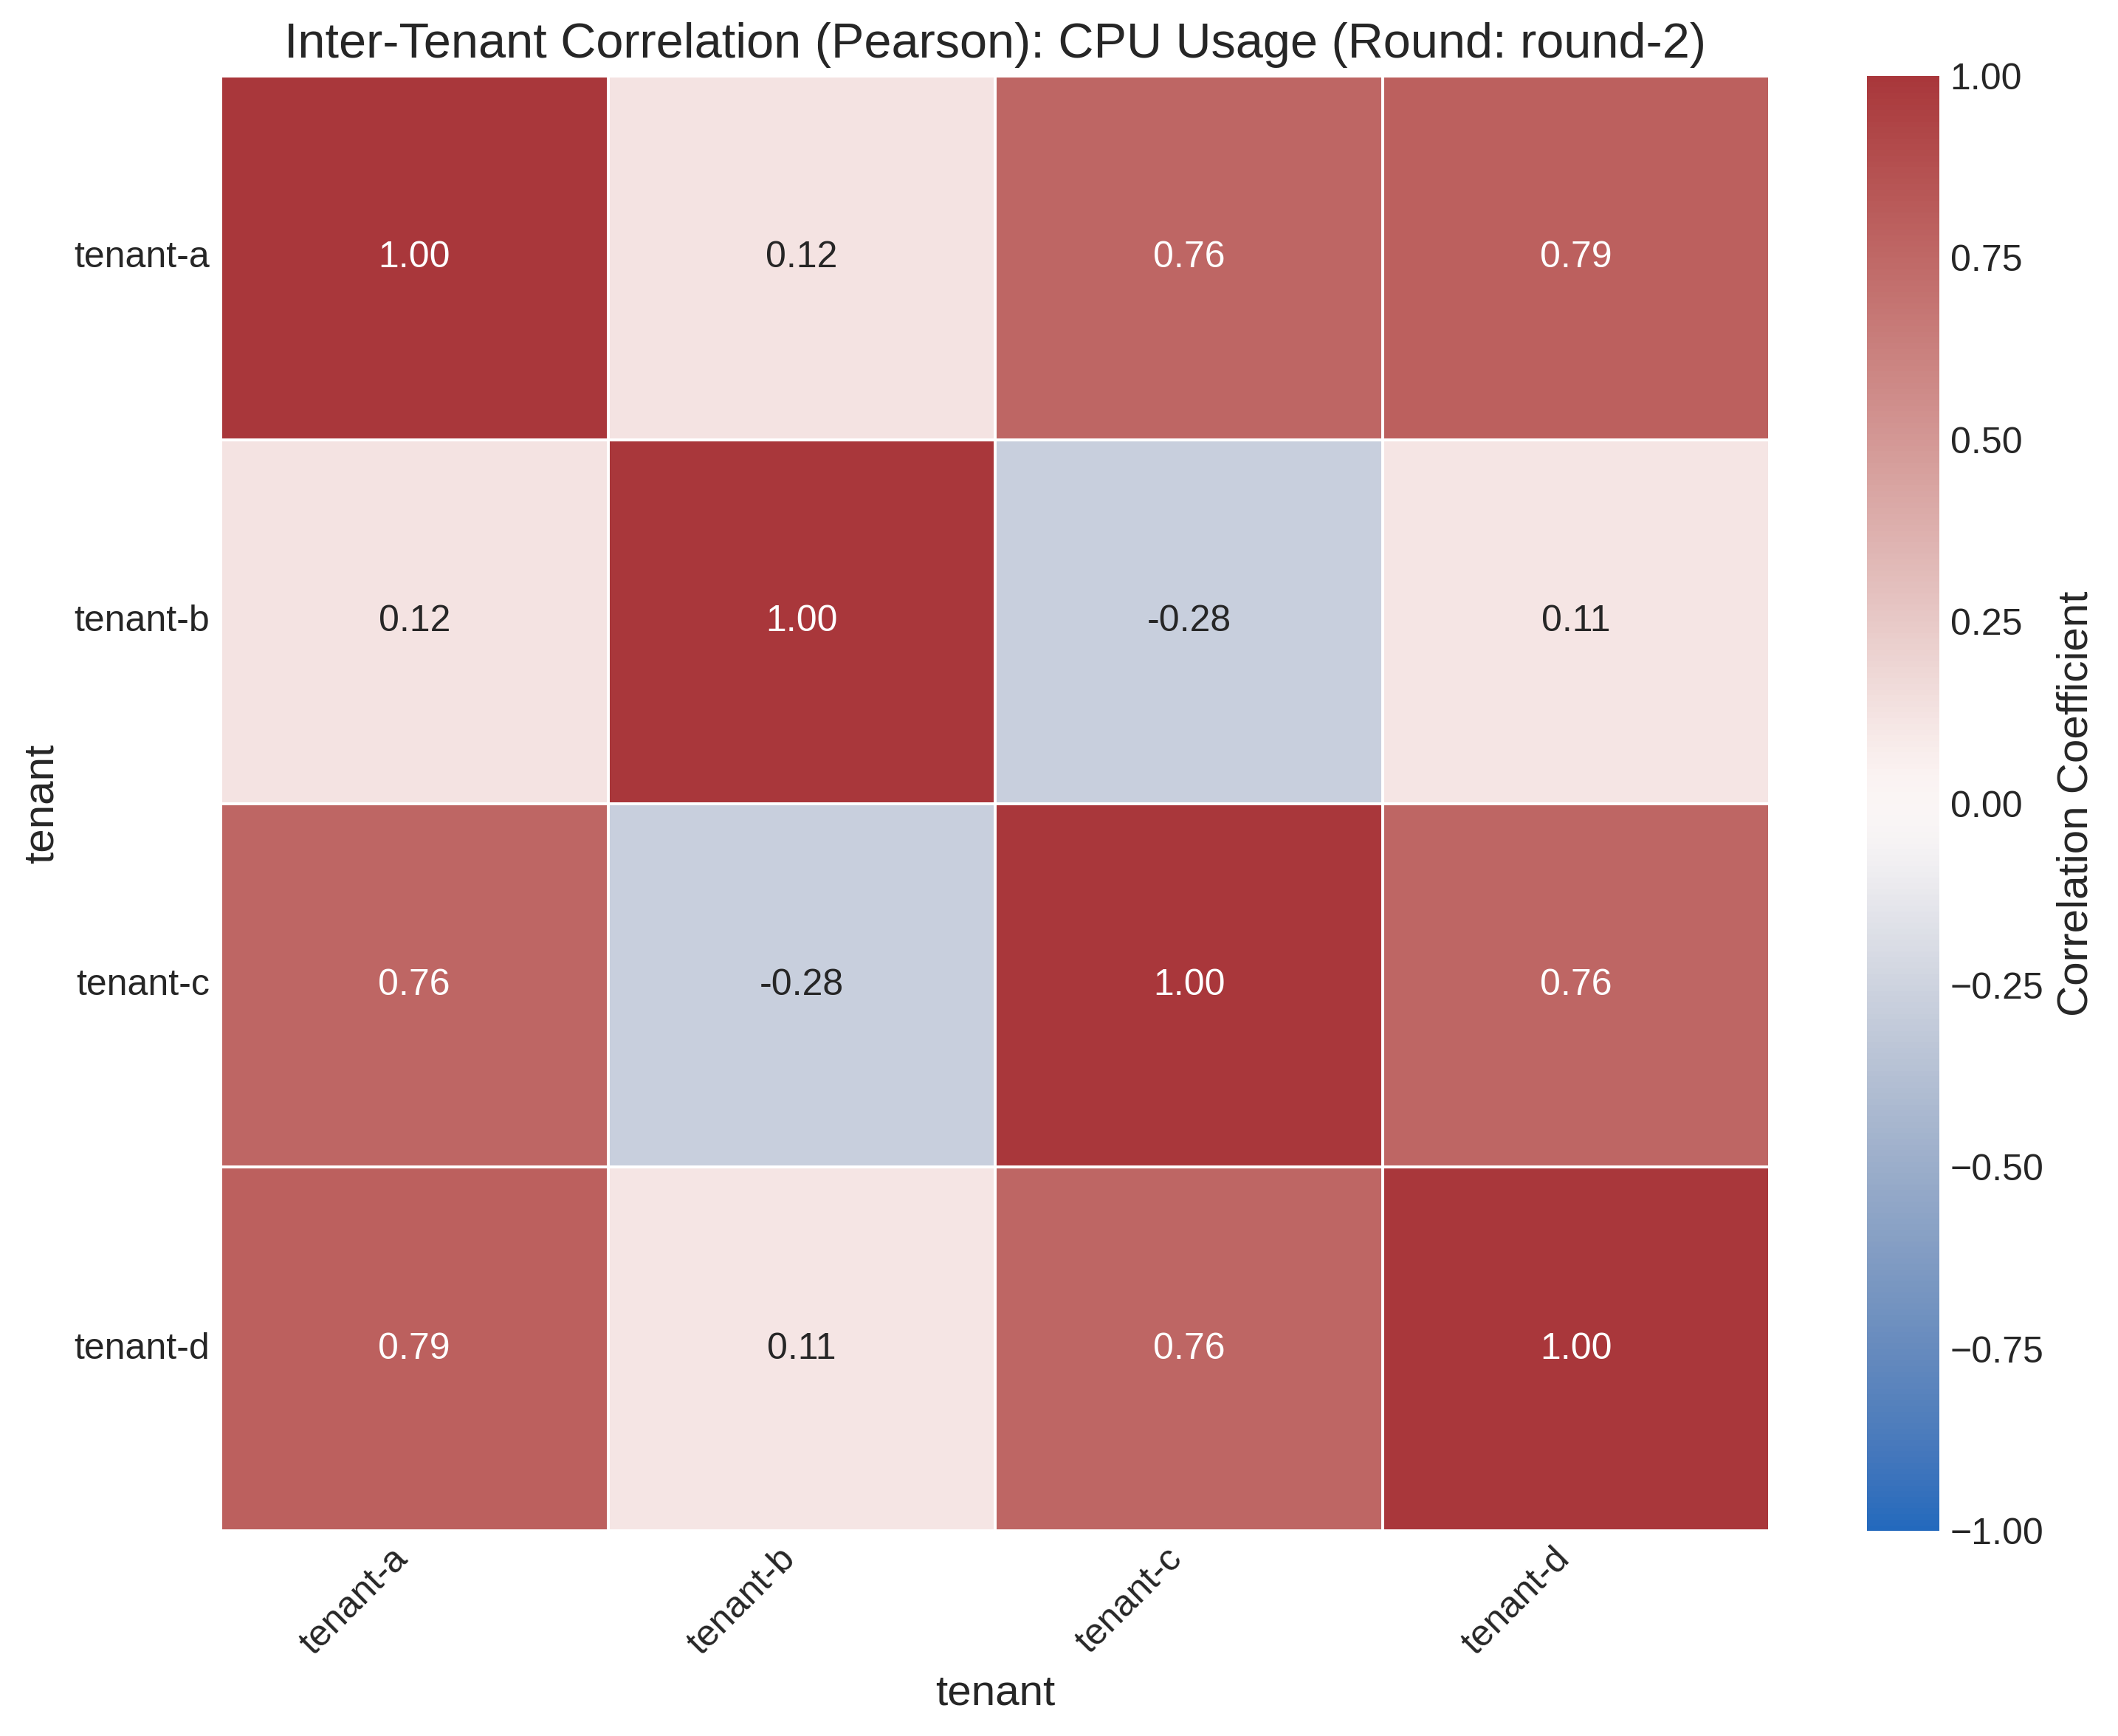 Inter-Tenant Correlation (Pearson): CPU Usage (Round: round-2)
tenant-a 1.00 0.12 0.76 0.79
tenant-b 0.12 1.00 -0.28 0.11
tenant-c 0.76 -0.28 1.00 0.76
tenant-d 0.79 0.11 0.76 1.00
tenant
tenant-a tenant-b tenant-c tenant-d
tenant
1.00
0.75
0.50
0.25
0.00
−0.25
−0.50
−0.75
−1.00
Correlation Coefficient